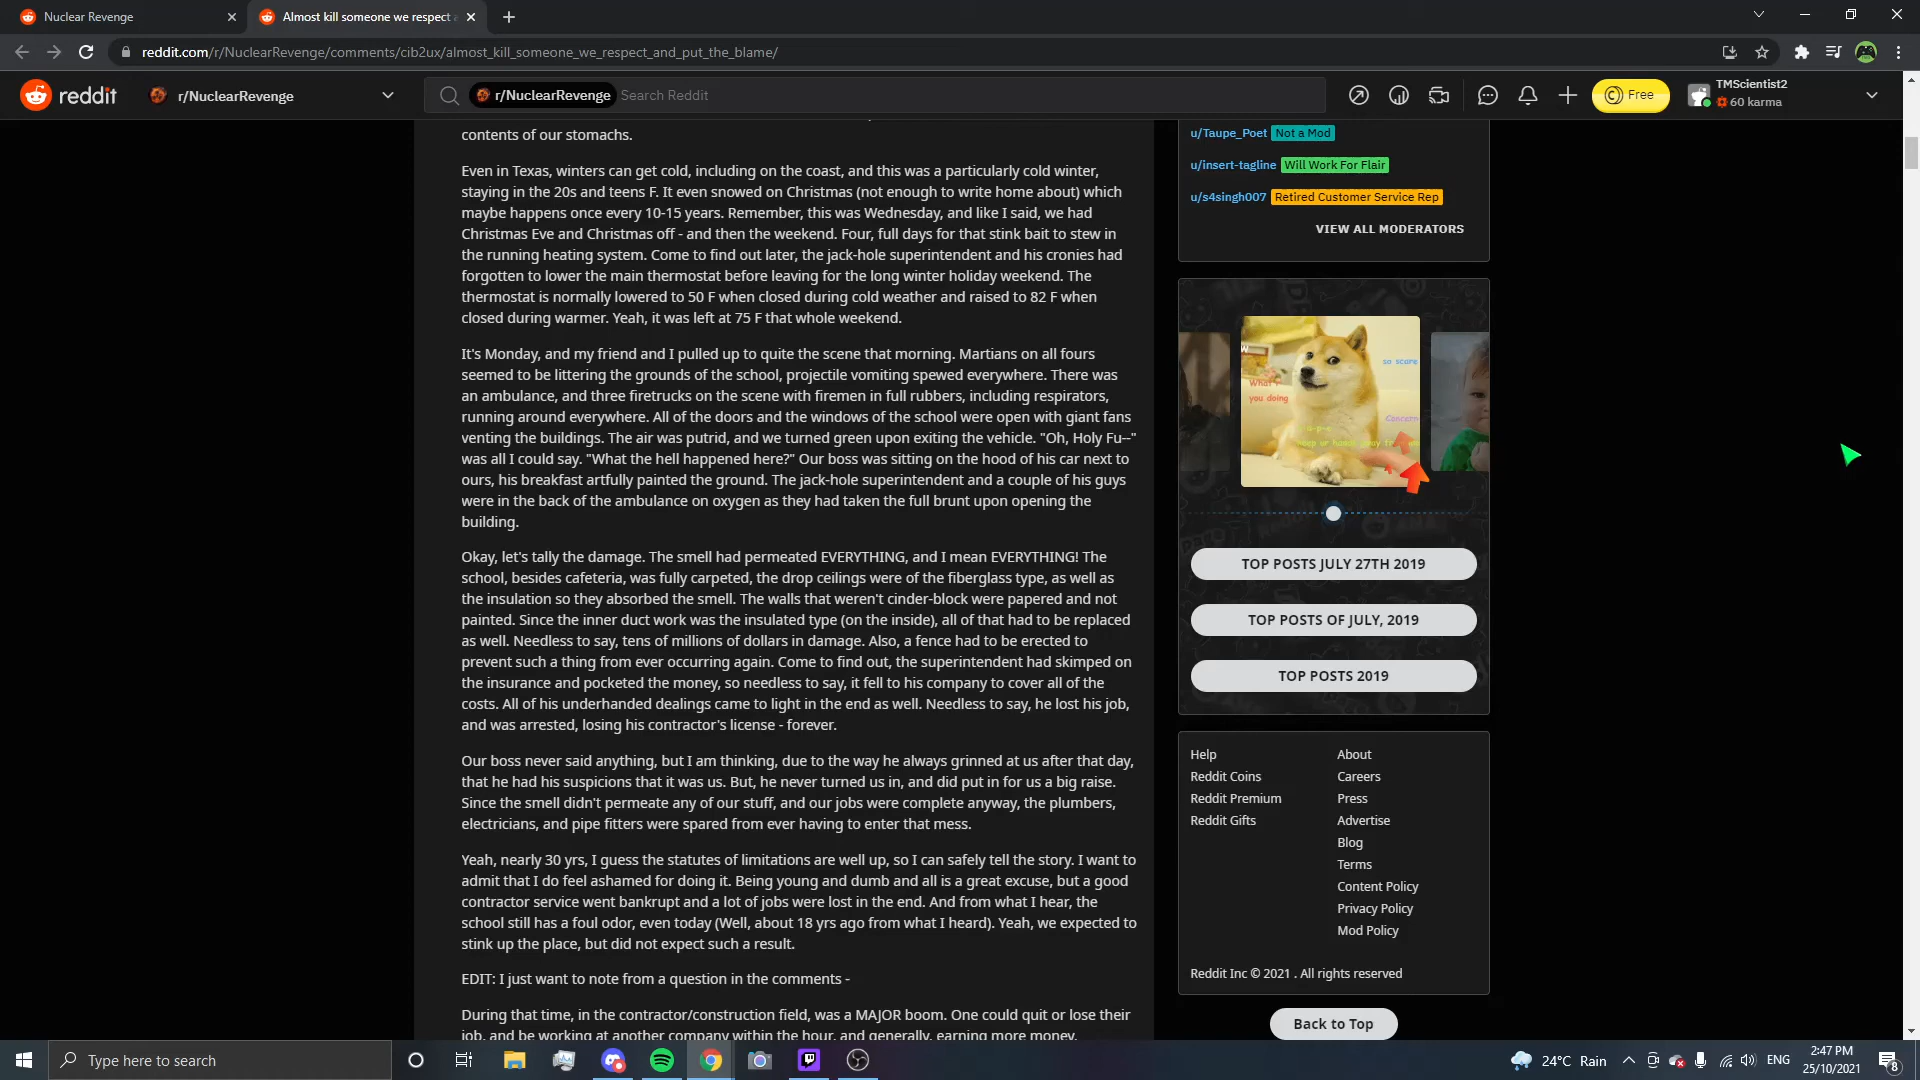 Nuclear Revenge
Almost kill someone we respect a
reddit.com/r/NuclearRevenge/comments/cib2ux/almost_kill_someone_we_respect_and_put_the_blame/
reddit
r/NuclearRevenge
r/NuclearRevenge
Search Reddit
Free
TMScientist2
60 karma
contents of our stomachs.
Even in Texas, winters can get cold, including on the coast, and this was a particularly cold winter,
staying in the 20s and teens F. It even snowed on Christmas (not enough to write home about) which
maybe happens once every 10-15 years. Remember, this was Wednesday, and like I said, we had
Christmas Eve and Christmas off - and then the weekend. Four, full days for that stink bait to stew in
the running heating system. Come to find out later, the jack-hole superintendent and his cronies had
forgotten to lower the main thermostat before leaving for the long winter holiday weekend. The
thermostat is normally lowered to 50 F when closed during cold weather and raised to 82 F when
closed during warmer. Yeah, it was left at 75 F that whole weekend.
It's Monday, and my friend and I pulled up to quite the scene that morning. Martians on all fours
seemed to be littering the grounds of the school, projectile vomiting spewed everywhere. There was
an ambulance, and three firetrucks on the scene with firemen in full rubbers, including respirators,
running around everywhere. All of the doors and the windows of the school were open with giant fans
venting the buildings. The air was putrid, and we turned green upon exiting the vehicle. "Oh, Holy Fu--"
was all I could say. "What the hell happened here?" Our boss was sitting on the hood of his car next to
ours, his breakfast artfully painted the ground. The jack-hole superintendent and a couple of his guys
were in the back of the ambulance on oxygen as they had taken the full brunt upon opening the
building.
Okay, let's tally the damage. The smell had permeated EVERYTHING, and I mean EVERYTHING! The
school, besides cafeteria, was fully carpeted, the drop ceilings were of the fiberglass type, as well as
the insulation so they absorbed the smell. The walls that weren't cinder-block were papered and not
painted. Since the inner duct work was the insulated type (on the inside), all of that had to be replaced
as well. Needless to say, tens of millions of dollars in damage. Also, a fence had to be erected to
prevent such a thing from ever occurring again. Come to find out, the superintendent had skimped on
the insurance and pocketed the money, so needless to say, it fell to his company to cover all of the
costs. All of his underhanded dealings came to light in the end as well. Needless to say, he lost his job,
and was arrested, losing his contractor's license - forever.
Our boss never said anything, but I am thinking, due to the way he always grinned at us after that day,
that he had his suspicions that it was us. But, he never turned us in, and did put in for us a big raise.
Since the smell didn't permeate any of our stuff, and our jobs were complete anyway, the plumbers,
electricians, and pipe fitters were spared from ever having to enter that mess.
Yeah, nearly 30 yrs, I guess the statutes of limitations are well up, so I can safely tell the story. I want to
admit that I do feel ashamed for doing it. Being young and dumb and all is a great excuse, but a good
contractor service went bankrupt and a lot of jobs were lost in the end. And from what I hear, the
school still has a foul odor, even today (Well, about 18 yrs ago from what I heard). Yeah, we expected to
stink up the place, but did not expect such a result.
EDIT: I just want to note from a question in the comments -
During that time, in the contractor/construction field, was a MAJOR boom. One could quit or lose their
job, and be working at another company within the hour, and generally, earning more money.
u/Taupe_Poet Not a Mod
u/insert-tagline Will Work For Flair
u/s4singh007 Retired Customer Service Rep
VIEW ALL MODERATORS
so scare
What r
you doing
Concern
TOP POSTS JULY 27TH 2019
TOP POSTS OF JULY, 2019
TOP POSTS 2019
Help
About
Reddit Coins
Careers
Reddit Premium
Press
Reddit Gifts
Advertise
Blog
Terms
Content Policy
Privacy Policy
Mod Policy
Reddit Inc © 2021 . All rights reserved
Back to Top
Type here to search
24°C Rain
ENG
2:47 PM
25/10/2021
8